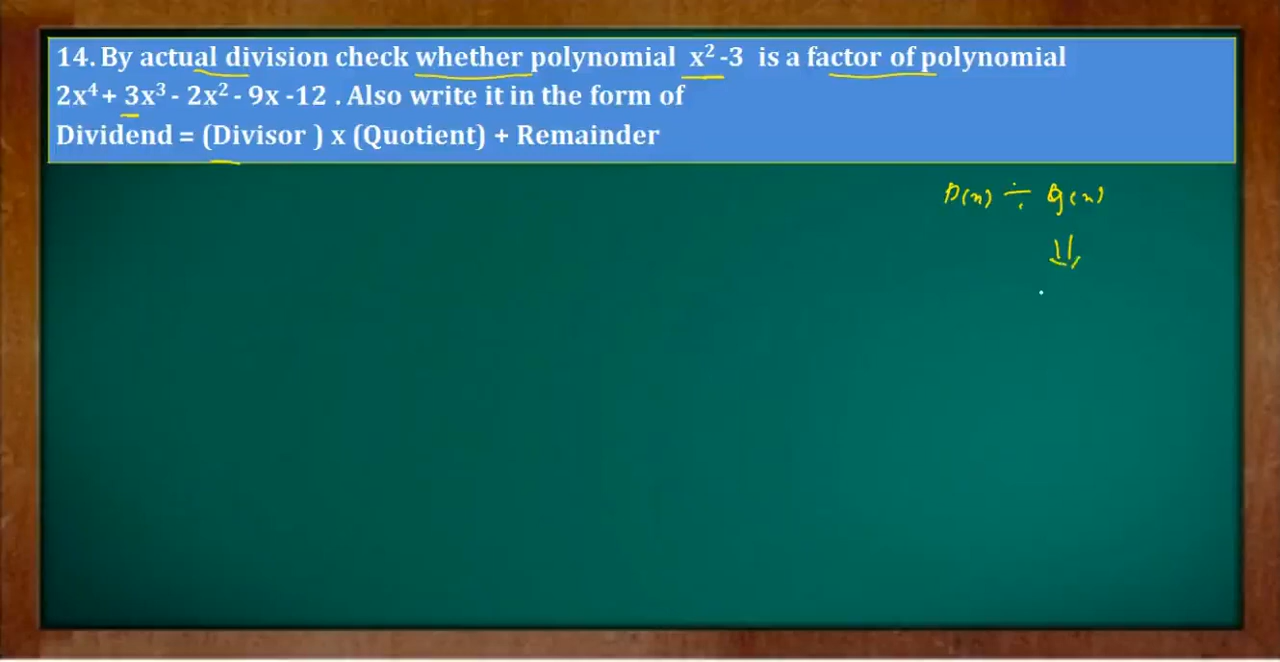 14. By actual division check whether polynomial x² -3 is a factor of polynomial
2x⁴ + 3x³ - 2x² - 9x -12 . Also write it in the form of
Dividend = (Divisor ) x (Quotient) + Remainder
P(x) ÷ g(x)